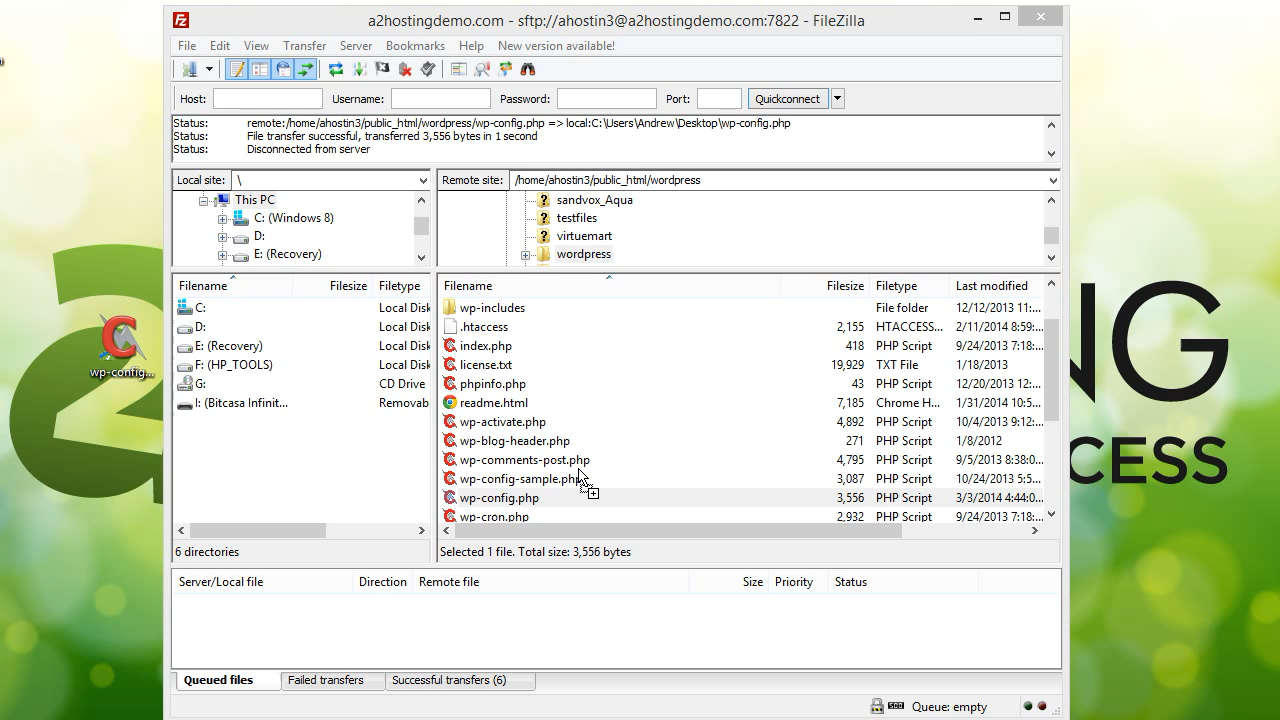 a2hostingdemo.com - sftp://ahostin3@a2hostingdemo.com:7822 - FileZilla
File Edit View Transfer Server Bookmarks Help New version available!
Host: Username: Password: Port: Quickconnect
Status: remote:/home/ahostin3/public_html/wordpress/wp-config.php => local:C:\Users\Andrew\Desktop\wp-config.php
Status: File transfer successful, transferred 3,556 bytes in 1 second
Status: Disconnected from server
Local site: \
This PC
C: (Windows 8)
D:
E: (Recovery)
Remote site: /home/ahostin3/public_html/wordpress
sandvox_Aqua
testfiles
virtuemart
wordpress
Filename Filesize Filetype
C: Local Disk
D: Local Disk
E: (Recovery) Local Disk
F: (HP_TOOLS) Local Disk
G: CD Drive
I: (Bitcasa Infinit... Removab
6 directories
Filename Filesize Filetype Last modified
wp-includes File folder 12/12/2013 11:...
.htaccess 2,155 HTACCESS... 2/11/2014 8:59:...
index.php 418 PHP Script 9/24/2013 7:18:...
license.txt 19,929 TXT File 1/18/2013
phpinfo.php 43 PHP Script 12/20/2013 12:...
readme.html 7,185 Chrome H... 1/31/2014 10:5...
wp-activate.php 4,892 PHP Script 10/4/2013 9:12:...
wp-blog-header.php 271 PHP Script 1/8/2012
wp-comments-post.php 4,795 PHP Script 9/5/2013 8:38:0...
wp-config-sample.php 3,087 PHP Script 10/24/2013 5:5...
wp-config.php 3,556 PHP Script 3/3/2014 4:44:0...
wp-cron.php 2,932 PHP Script 9/24/2013 7:18:...
Selected 1 file. Total size: 3,556 bytes
Server/Local file Direction Remote file Size Priority Status
Queued files Failed transfers Successful transfers (6)
Queue: empty
wp-config...
2
NG
CESS